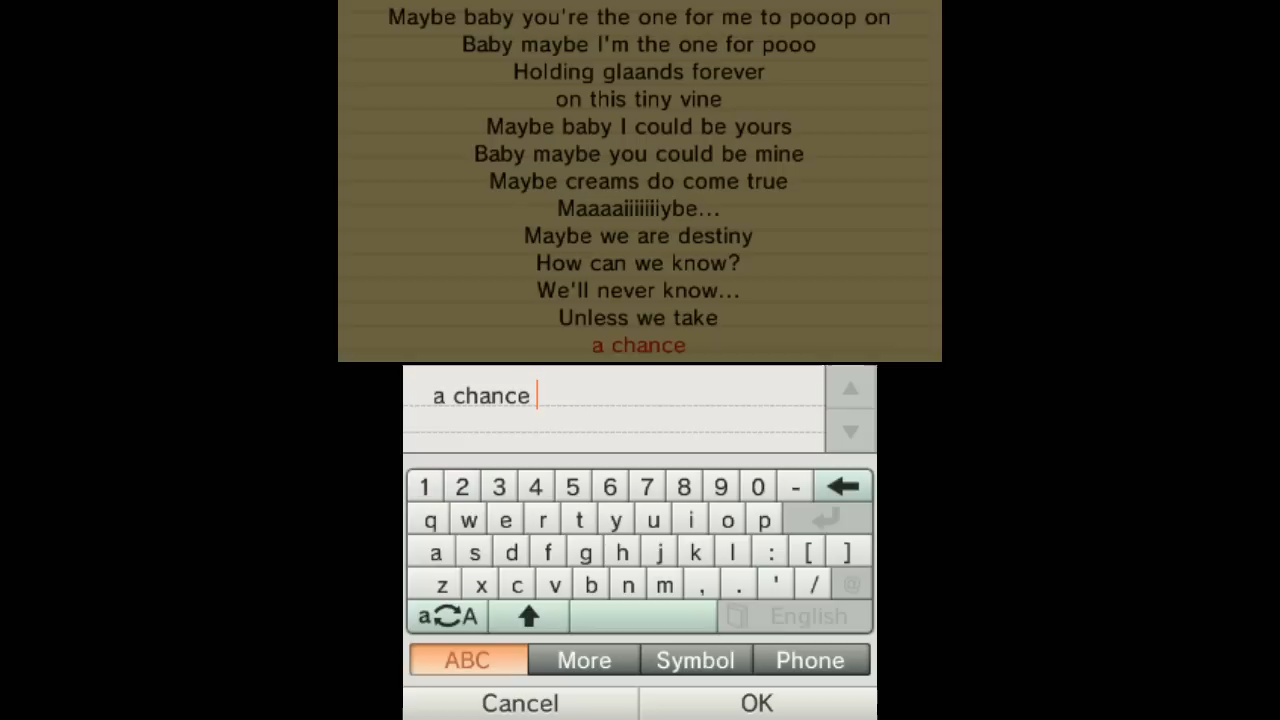 Maybe baby you're the one for me to pooop on
Baby maybe I'm the one for pooo
Holding glaands forever
on this tiny vine
Maybe baby I could be yours
Baby maybe you could be mine
Maybe creams do come true
Maaaaiiiiiiiybe...
Maybe we are destiny
How can we know?
We'll never know...
Unless we take
a chance
a chance
1 2 3 4 5 6 7 8 9 0 -
q w e r t y u i o p
a s d f g h j k l : [ ]
z x c v b n m , . ' / @
a A English
ABC More Symbol Phone
Cancel OK